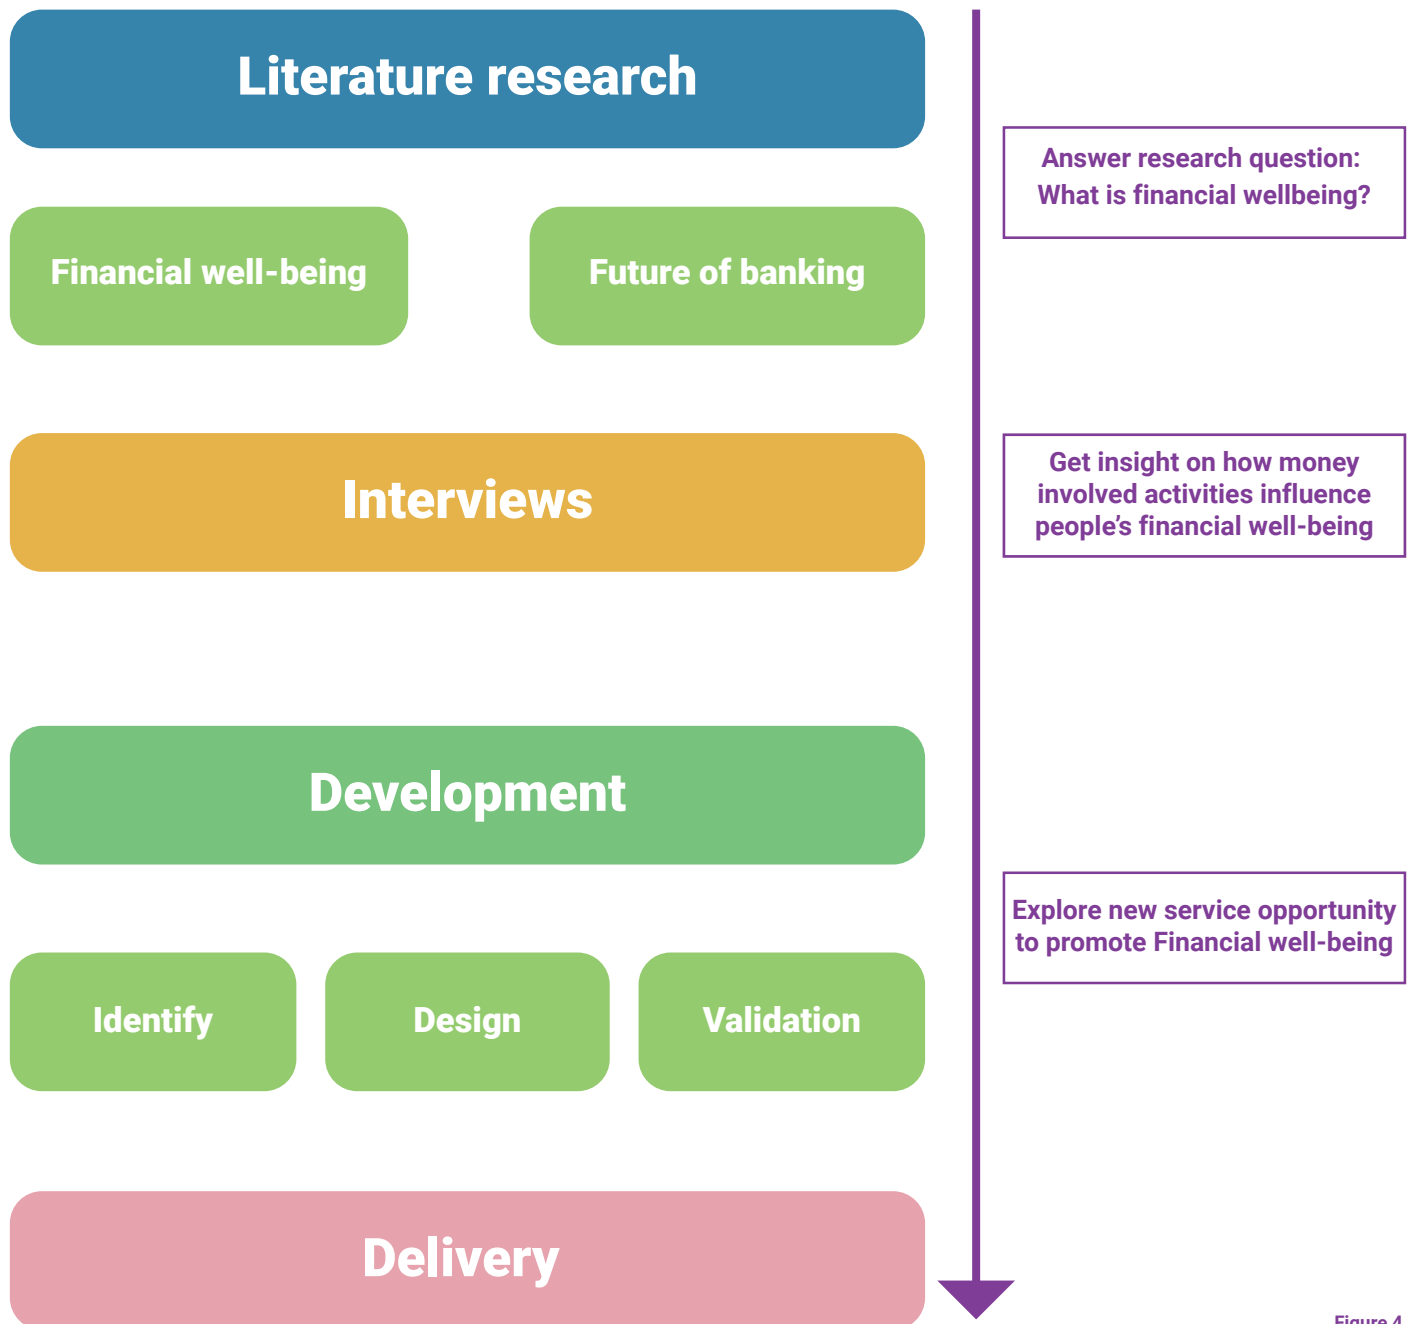 Literature research
Answer research question:
What is financial wellbeing?
Financial well-being
Future of banking
Interviews
Get insight on how money
involved activities influence
people’s financial well-being
Development
Explore new service opportunity
to promote Financial well-being
Identify
Design
Validation
Delivery
Figure 4